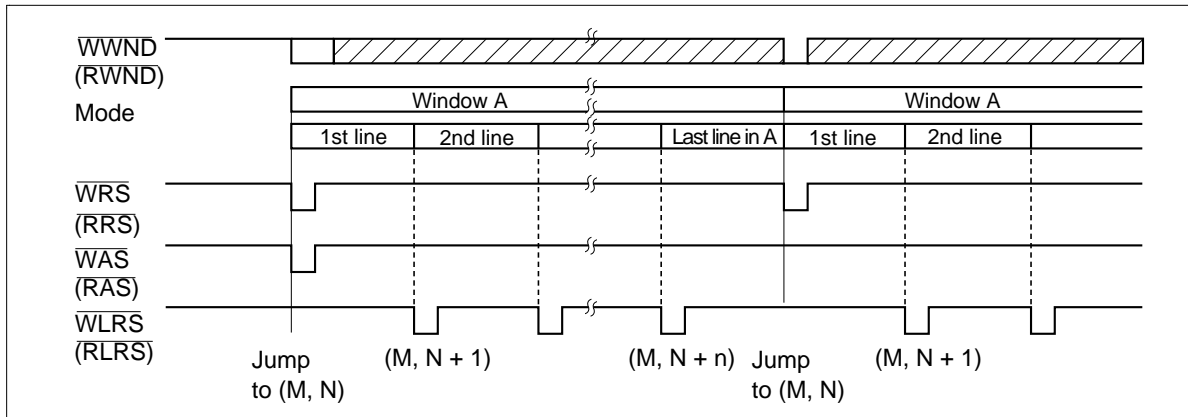 WWND
(RWND)
Mode
Window A Window A
1st line 2nd line Last line in A 1st line 2nd line
WRS
(RRS)
WAS
(RAS)
WLRS
(RLRS)
Jump
to (M, N)
(M, N + 1)
(M, N + n)
Jump
to (M, N)
(M, N + 1)